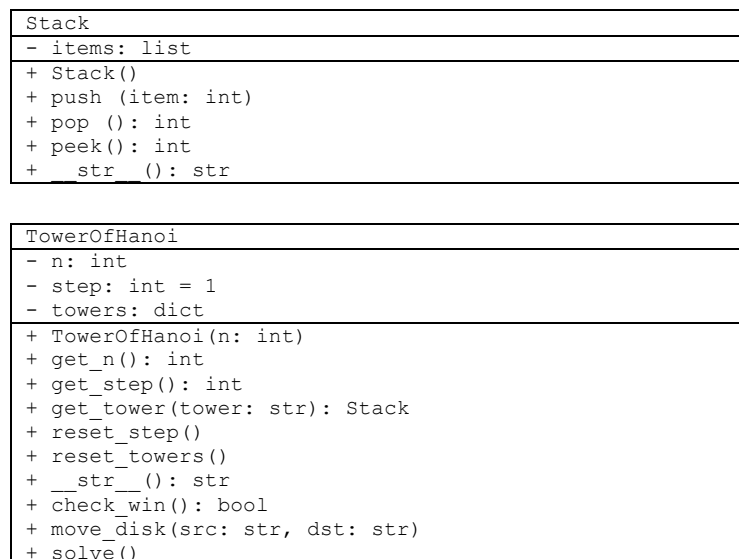 Stack
- items: list
+ Stack()
+ push (item: int)
+ pop (): int
+ peek(): int
+ __str__(): str
TowerOfHanoi
- n: int
- step: int = 1
- towers: dict
+ TowerOfHanoi(n: int)
+ get_n(): int
+ get_step(): int
+ get_tower(tower: str): Stack
+ reset_step()
+ reset_towers()
+ __str__(): str
+ check_win(): bool
+ move_disk(src: str, dst: str)
+ solve()